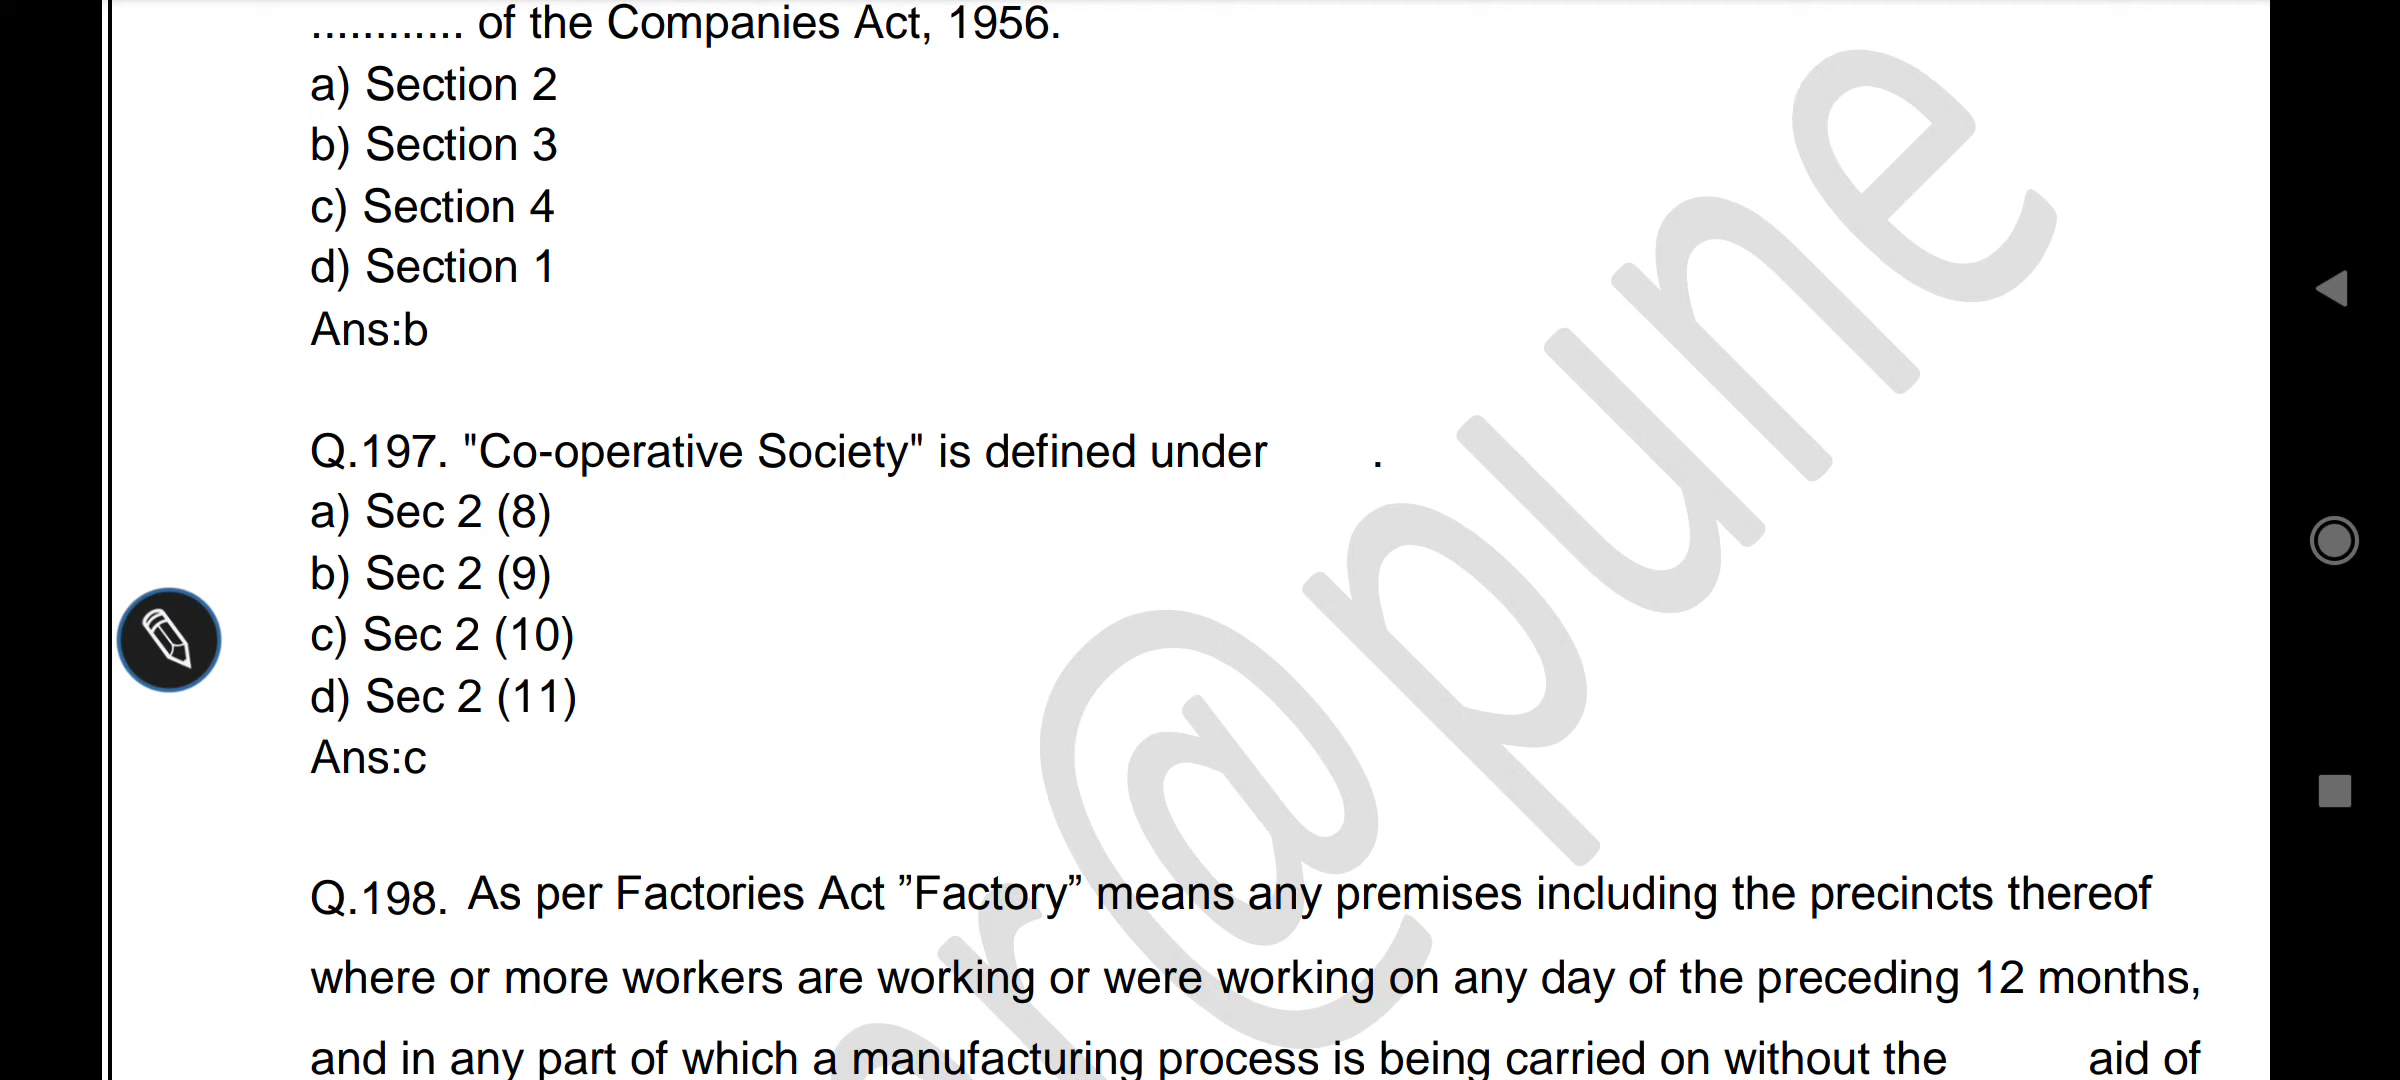 ............ of the Companies Act, 1956.
a) Section 2
b) Section 3
c) Section 4
d) Section 1
Ans:b
Q.197. "Co-operative Society" is defined under .
a) Sec 2 (8)
b) Sec 2 (9)
c) Sec 2 (10)
d) Sec 2 (11)
Ans:c
Q.198. As per Factories Act ”Factory” means any premises including the precincts thereof
where or more workers are working or were working on any day of the preceding 12 months,
and in any part of which a manufacturing process is being carried on without the aid of
r@pune